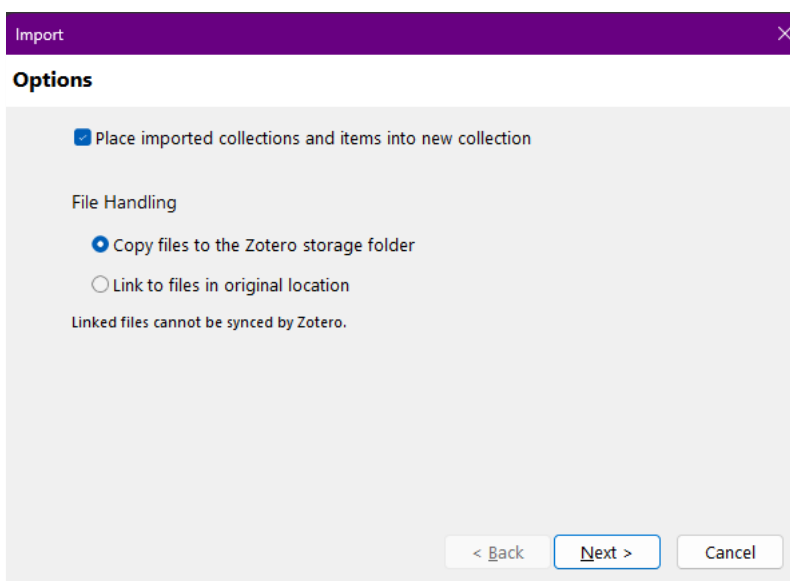 Import
Options
Place imported collections and items into new collection
File Handling
Copy files to the Zotero storage folder
Link to files in original location
Linked files cannot be synced by Zotero.
< Back Next > Cancel